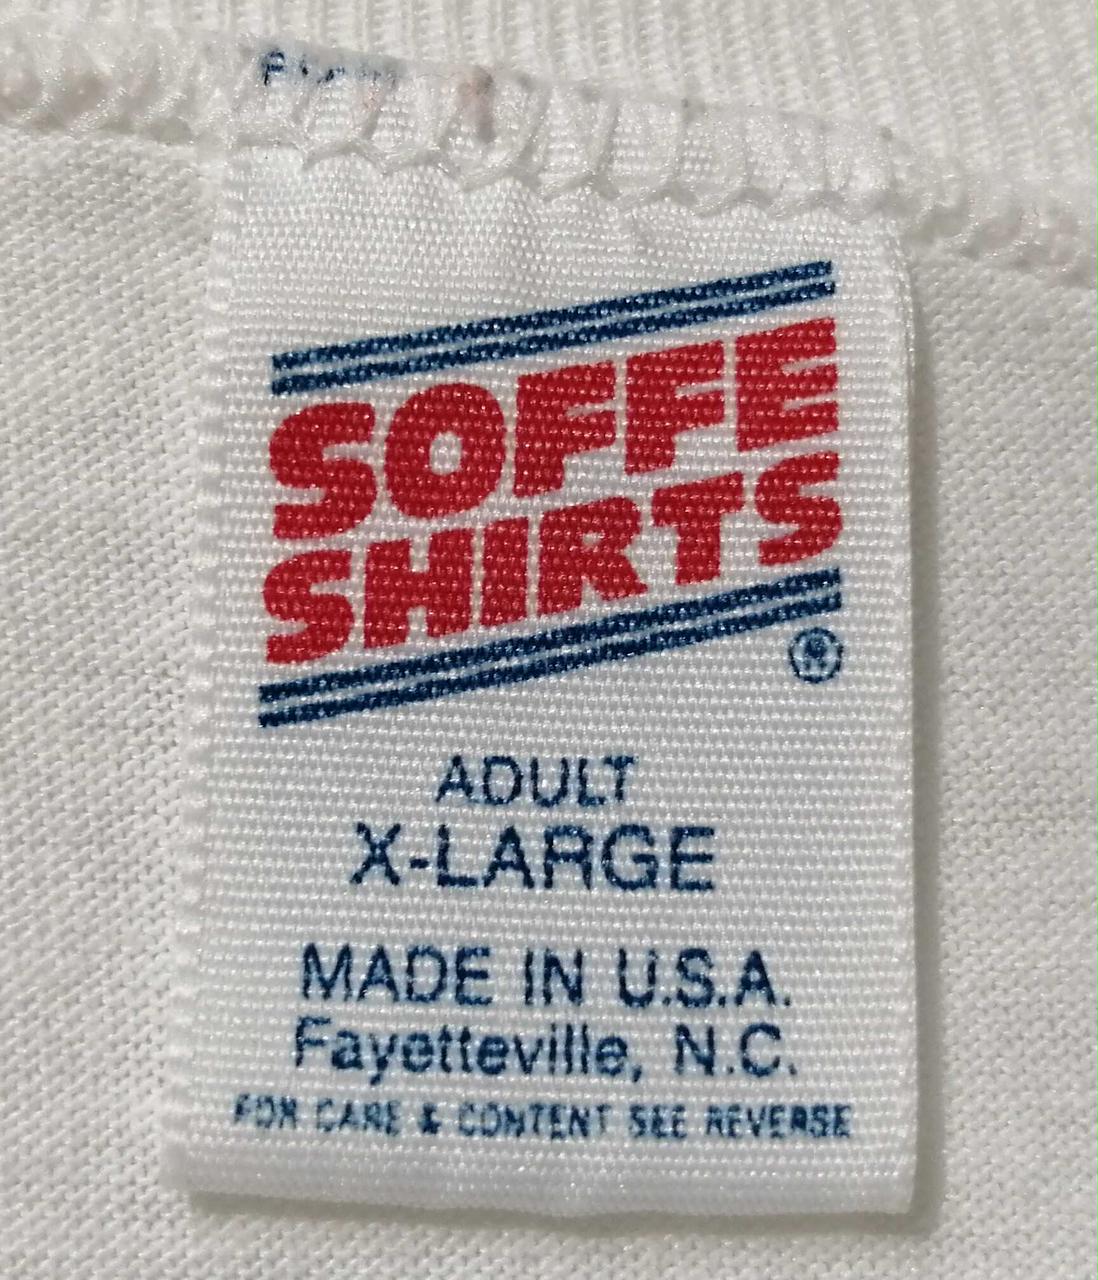 SOFFE
SHIRTS
®
ADULT
X-LARGE
MADE IN U.S.A.
Fayetteville, N.C.
FOR CARE & CONTENT SEE REVERSE